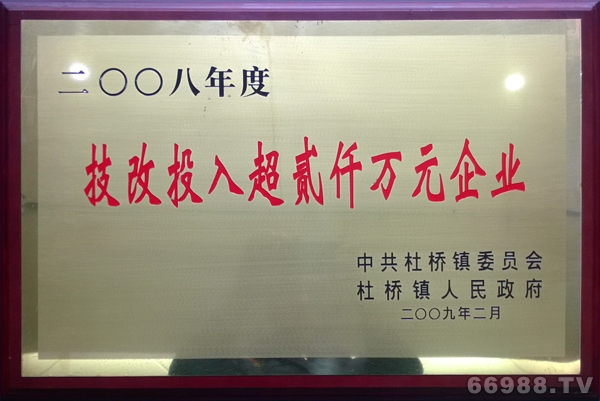 二〇〇八年度
技改投入超贰仟万元企业
中共杜桥镇委员会
杜桥镇人民政府
二〇〇九年二月
66988.TV